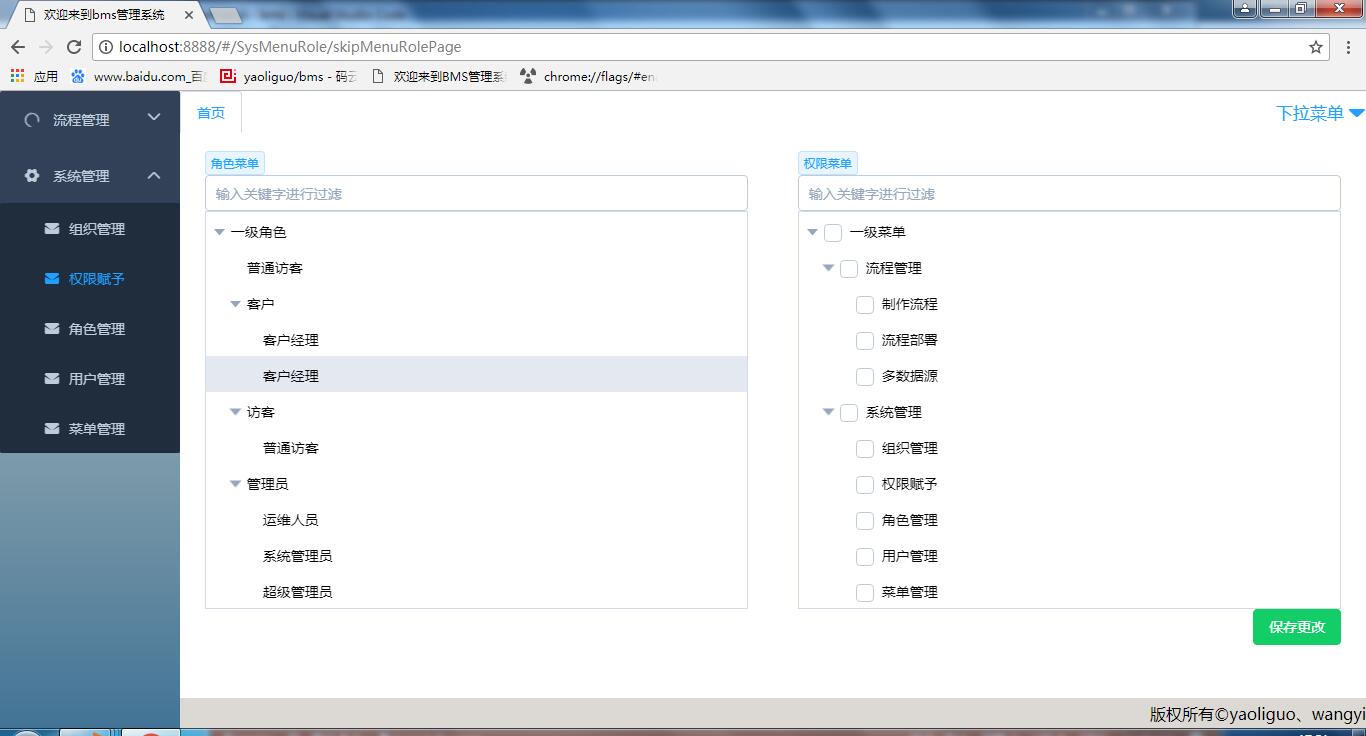 欢迎来到bms管理系统
localhost:8888/#/SysMenuRole/skipMenuRolePage
应用 www.baidu.com_百 yaoliguo/bms - 码云 欢迎来到BMS管理系 chrome://flags/#en
流程管理
系统管理
组织管理
权限赋予
角色管理
用户管理
菜单管理
首页
下拉菜单
角色菜单
输入关键字进行过滤
一级角色
普通访客
客户
客户经理
客户经理
访客
普通访客
管理员
运维人员
系统管理员
超级管理员
权限菜单
输入关键字进行过滤
一级菜单
流程管理
制作流程
流程部署
多数据源
系统管理
组织管理
权限赋予
角色管理
用户管理
菜单管理
保存更改
版权所有©yaoliguo、wangyi